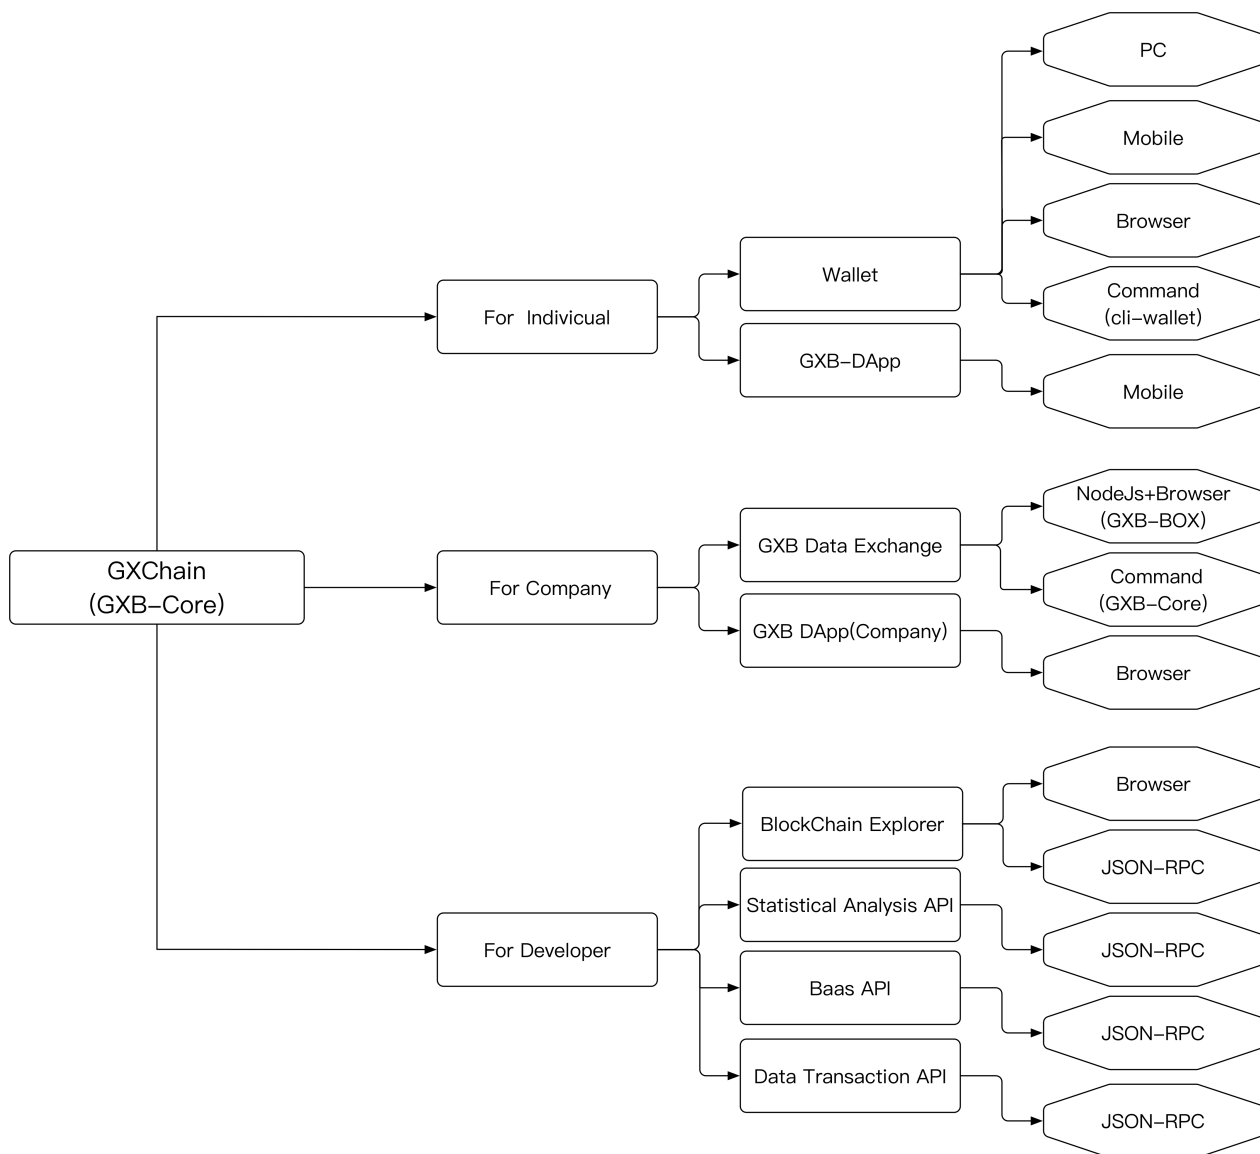 PC
Mobile
Browser
Wallet
Command
(cli-wallet)
For  Indivicual
GXB-DApp
Mobile
NodeJs+Browser
(GXB-BOX)
GXB Data Exchange
Command
(GXB-Core)
GXChain
(GXB-Core)
For Company
GXB DApp(Company)
Browser
Browser
BlockChain Explorer
JSON-RPC
Statistical Analysis API
For Developer
JSON-RPC
Baas API
JSON-RPC
Data Transaction API
JSON-RPC